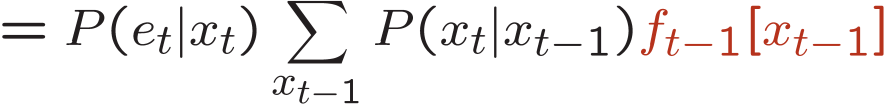 = P(e_t|x_t) ∑_{x_{t−1}} P(x_t|x_{t−1}) f_{t−1}[x_{t−1}]